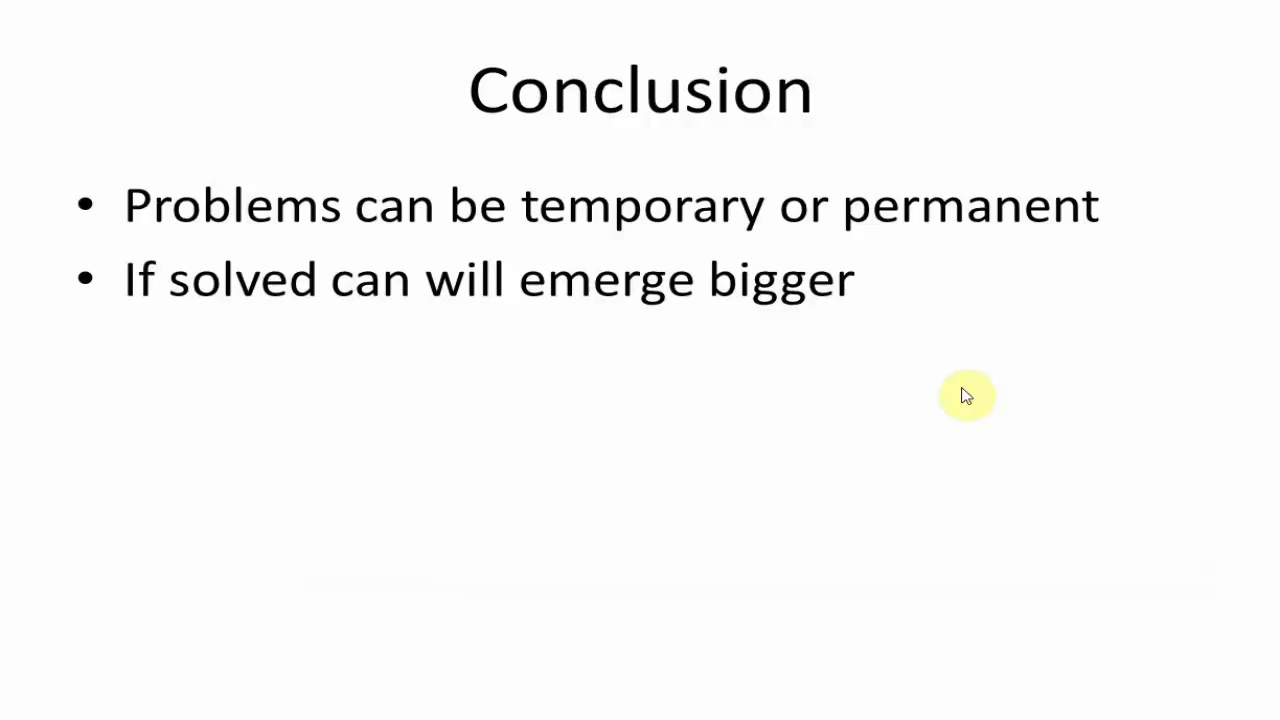 Conclusion
• Problems can be temporary or permanent
• If solved can will emerge bigger